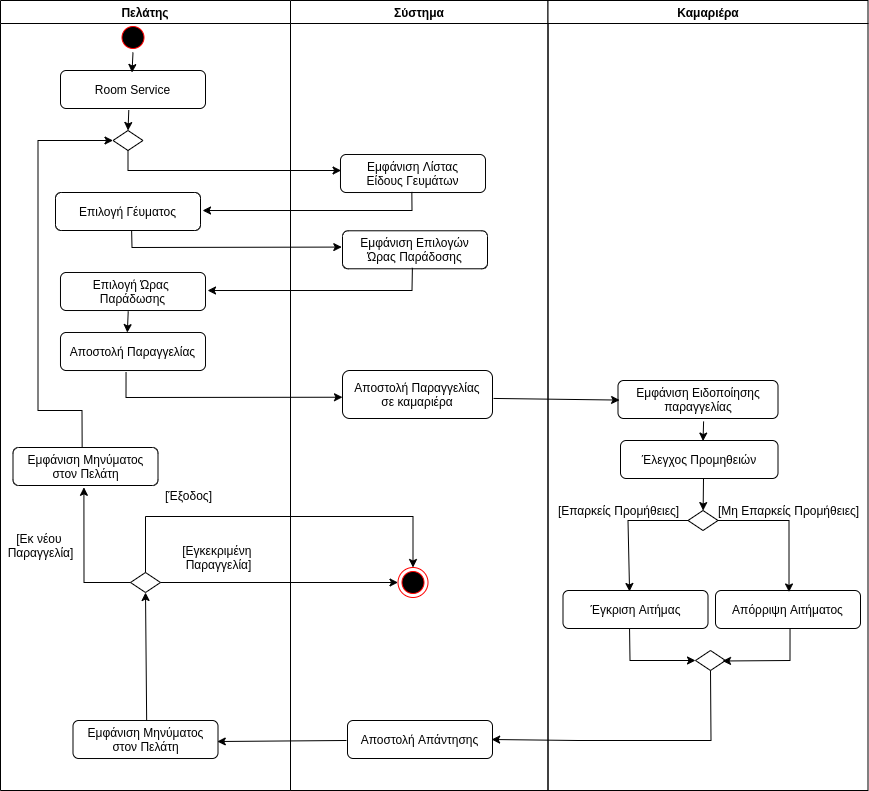 Πελάτης
Σύστημα
Καμαριέρα
Room Service
Εμφάνιση Λίστας
Είδους Γευμάτων
Επιλογή Γέυματος
Εμφάνιση Επιλογών
Ώρας Παράδοσης
Επιλογή Ώρας
Παράδωσης
Αποστολή Παραγγελίας
Αποστολή Παραγγελίας
σε καμαριέρα
Εμφάνιση Ειδοποίησης
παραγγελίας
Έλεγχος Προμηθειών
Εμφάνιση Μηνύματος
στον Πελάτη
[Έξοδος]
[Επαρκείς Προμήθειες]
[Μη Επαρκείς Προμήθειες]
[Εκ νέου
Παραγγελία]
[Εγκεκριμένη
Παραγγελία]
Έγκριση Αιτήμας
Απόρριψη Αιτήματος
Εμφάνιση Μηνύματος
στον Πελάτη
Αποστολή Απάντησης